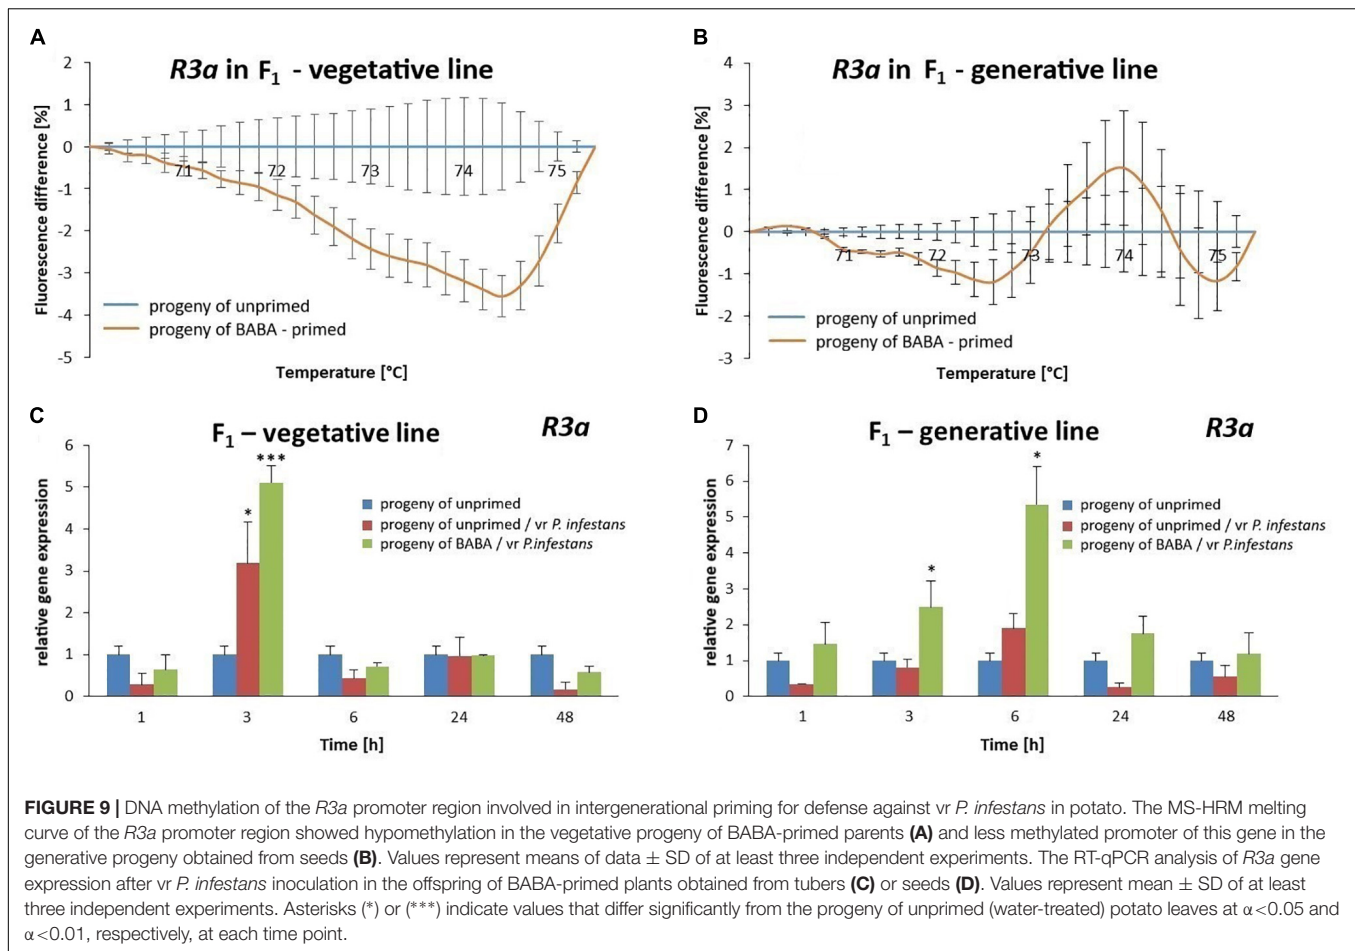 A
R3a in F1 - vegetative line
Fluorescence difference [%]
2
1
0
-1
-2
-3
-4
-5
71 72 73 74 75
progeny of unprimed
progeny of BABA - primed
Temperature [°C]
B
R3a in F1 - generative line
Fluorescence difference [%]
4
3
2
1
0
-1
-2
-3
71 72 73 74 75
progeny of unprimed
progeny of BABA - primed
Temperature [°C]
C
F1 – vegetative line
R3a
relative gene expression
6
5
4
3
2
1
0
*
***
progeny of unprimed
progeny of unprimed / vr P. infestans
progeny of BABA / vr P.infestans
1 3 6 24 48
Time [h]
D
F1 – generative line
R3a
relative gene expression
7
6
5
4
3
2
1
0
*
*
progeny of unprimed
progeny of unprimed / vr P. infestans
progeny of BABA / vr P.infestans
1 3 6 24 48
Time [h]
FIGURE 9 | DNA methylation of the R3a promoter region involved in intergenerational priming for defense against vr P. infestans in potato. The MS-HRM melting
curve of the R3a promoter region showed hypomethylation in the vegetative progeny of BABA-primed parents (A) and less methylated promoter of this gene in the
generative progeny obtained from seeds (B). Values represent means of data ± SD of at least three independent experiments. The RT-qPCR analysis of R3a gene
expression after vr P. infestans inoculation in the offspring of BABA-primed plants obtained from tubers (C) or seeds (D). Values represent mean ± SD of at least
three independent experiments. Asterisks (*) or (***) indicate values that differ significantly from the progeny of unprimed (water-treated) potato leaves at α<0.05 and
α<0.01, respectively, at each time point.